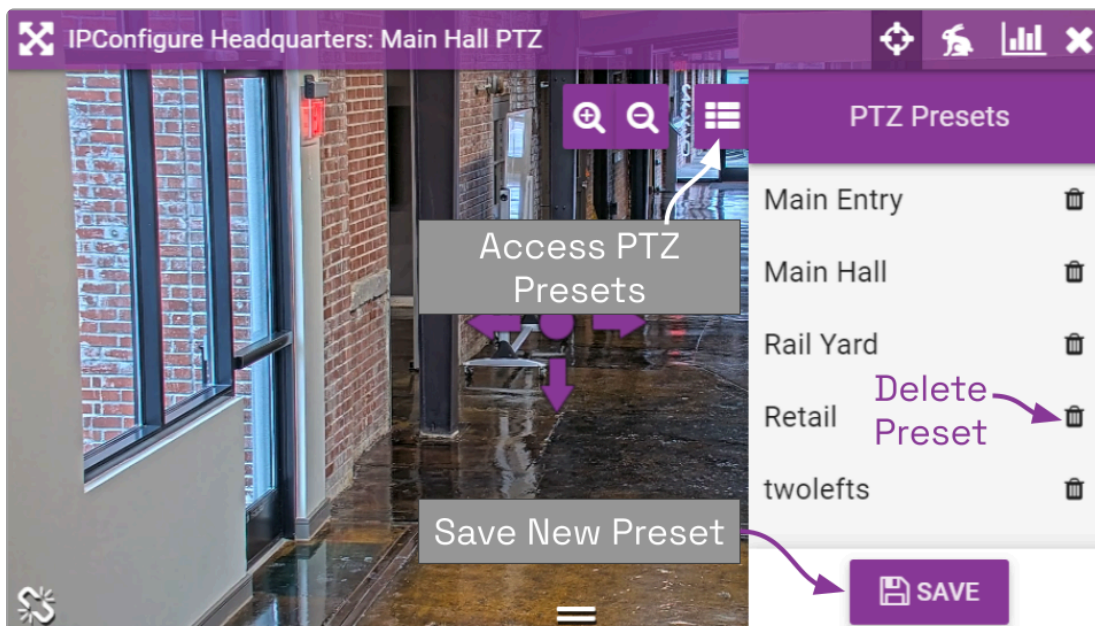 IPConfigure Headquarters: Main Hall PTZ
PTZ Presets
Main Entry
Access PTZ
Presets
Main Hall
Rail Yard
Delete
Preset
Retail
twolefts
Save New Preset
SAVE